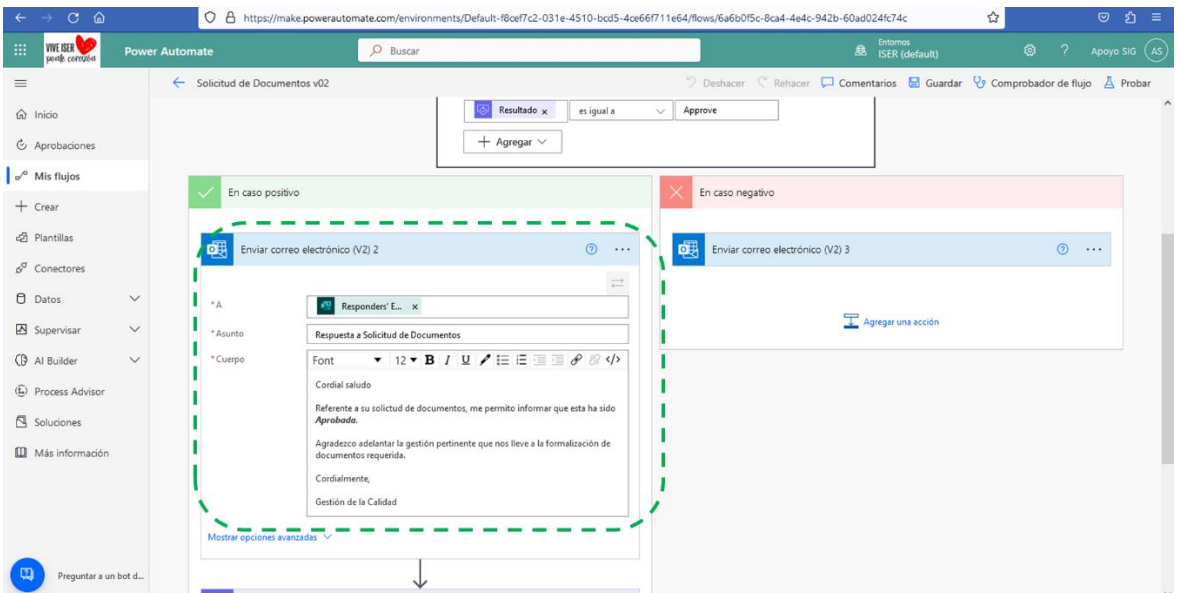 https://make.powerautomate.com/environments/Default-f8cef7c2-031e-4510-bcd5-4ce66f711e64/flows/6a6b0f5c-8ca4-4e4c-942b-60ad024fc74c
VIVE ISER
ponle corazón
Power Automate
Buscar
Entornos
ISER (default)
?
Apoyo SIG
AS
Solicitud de Documentos v02
Deshacer
Rehacer
Comentarios
Guardar
Comprobador de flujo
Probar
Inicio
Aprobaciones
Mis flujos
Crear
Plantillas
Conectores
Datos
Supervisar
AI Builder
Process Advisor
Soluciones
Más información
Preguntar a un bot d...
Resultado x
es igual a
Approve
+ Agregar
En caso positivo
Enviar correo electrónico (V2) 2
* A
Responders' E... x
* Asunto
Respuesta a Solicitud de Documentos
* Cuerpo
Font 12 B I U </>
Cordial saludo
Referente a su solictud de documentos, me permito informar que esta ha sido
Aprobada.
Agradezco adelantar la gestión pertinente que nos lleve a la formalización de
documentos requerida.
Cordialmente,
Gestión de la Calidad
Mostrar opciones avanzadas
En caso negativo
Enviar correo electrónico (V2) 3
Agregar una acción